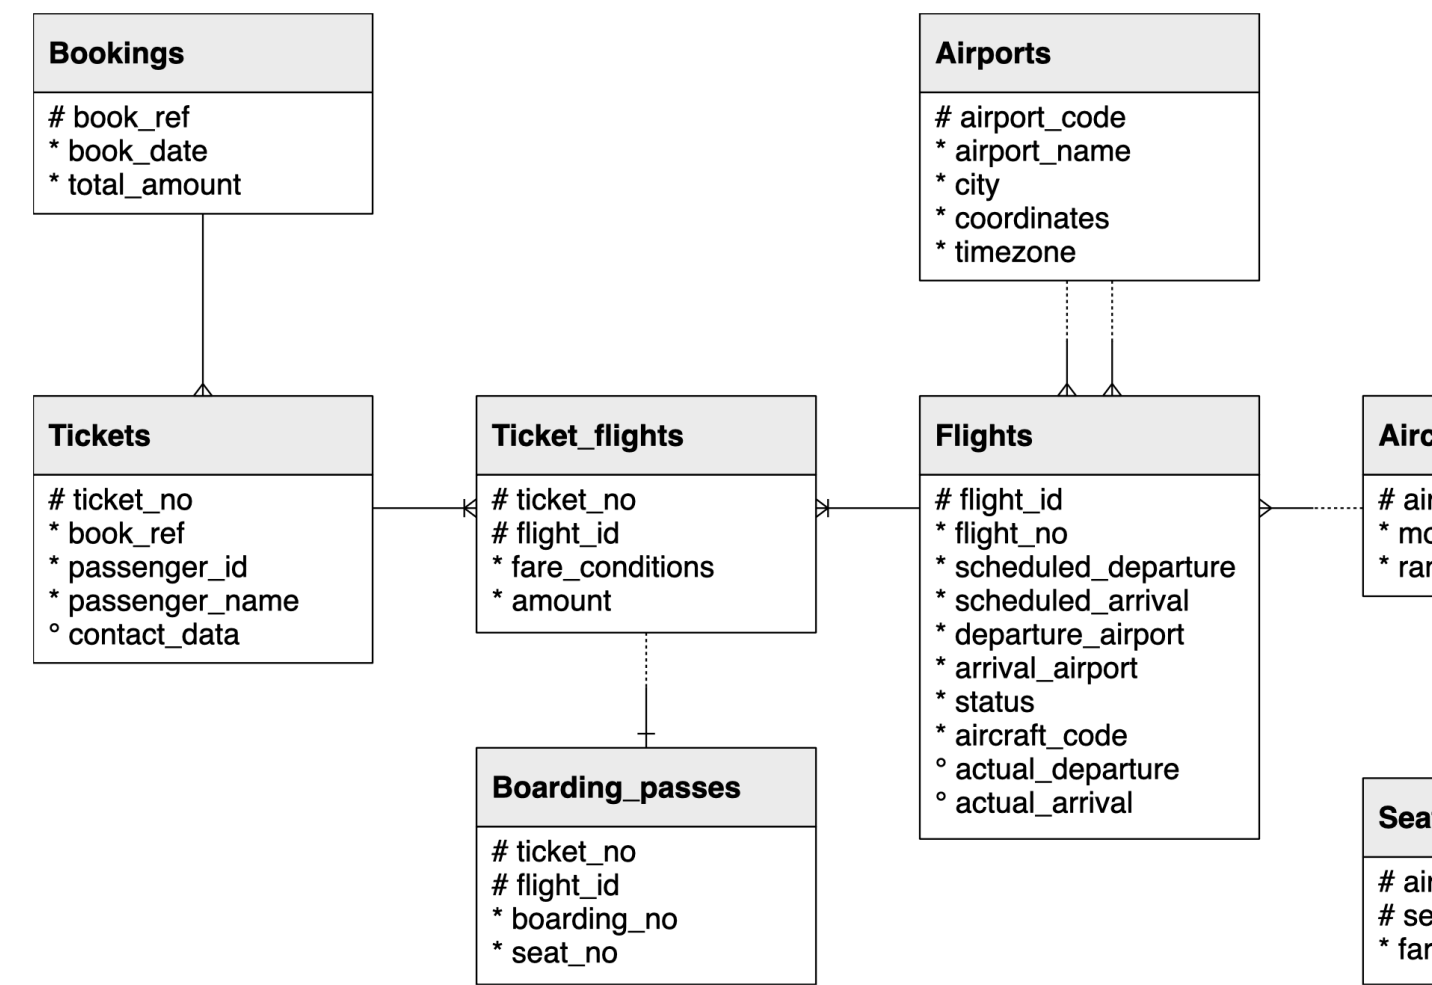 Bookings
# book_ref
* book_date
* total_amount
Airports
# airport_code
* airport_name
* city
* coordinates
* timezone
Tickets
# ticket_no
* book_ref
* passenger_id
* passenger_name
° contact_data
Ticket_flights
# ticket_no
# flight_id
* fare_conditions
* amount
Flights
# flight_id
* flight_no
* scheduled_departure
* scheduled_arrival
* departure_airport
* arrival_airport
* status
* aircraft_code
° actual_departure
° actual_arrival
Boarding_passes
# ticket_no
# flight_id
* boarding_no
* seat_no